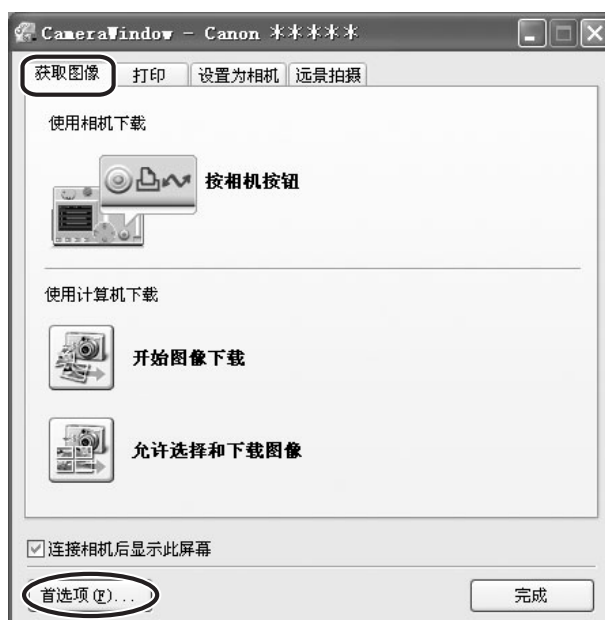 CameraWindow - Canon *****
获取图像 打印 设置为相机 远景拍摄
使用相机下载
按相机按钮
使用计算机下载
开始图像下载
允许选择和下载图像
连接相机后显示此屏幕
首选项(F)... 完成